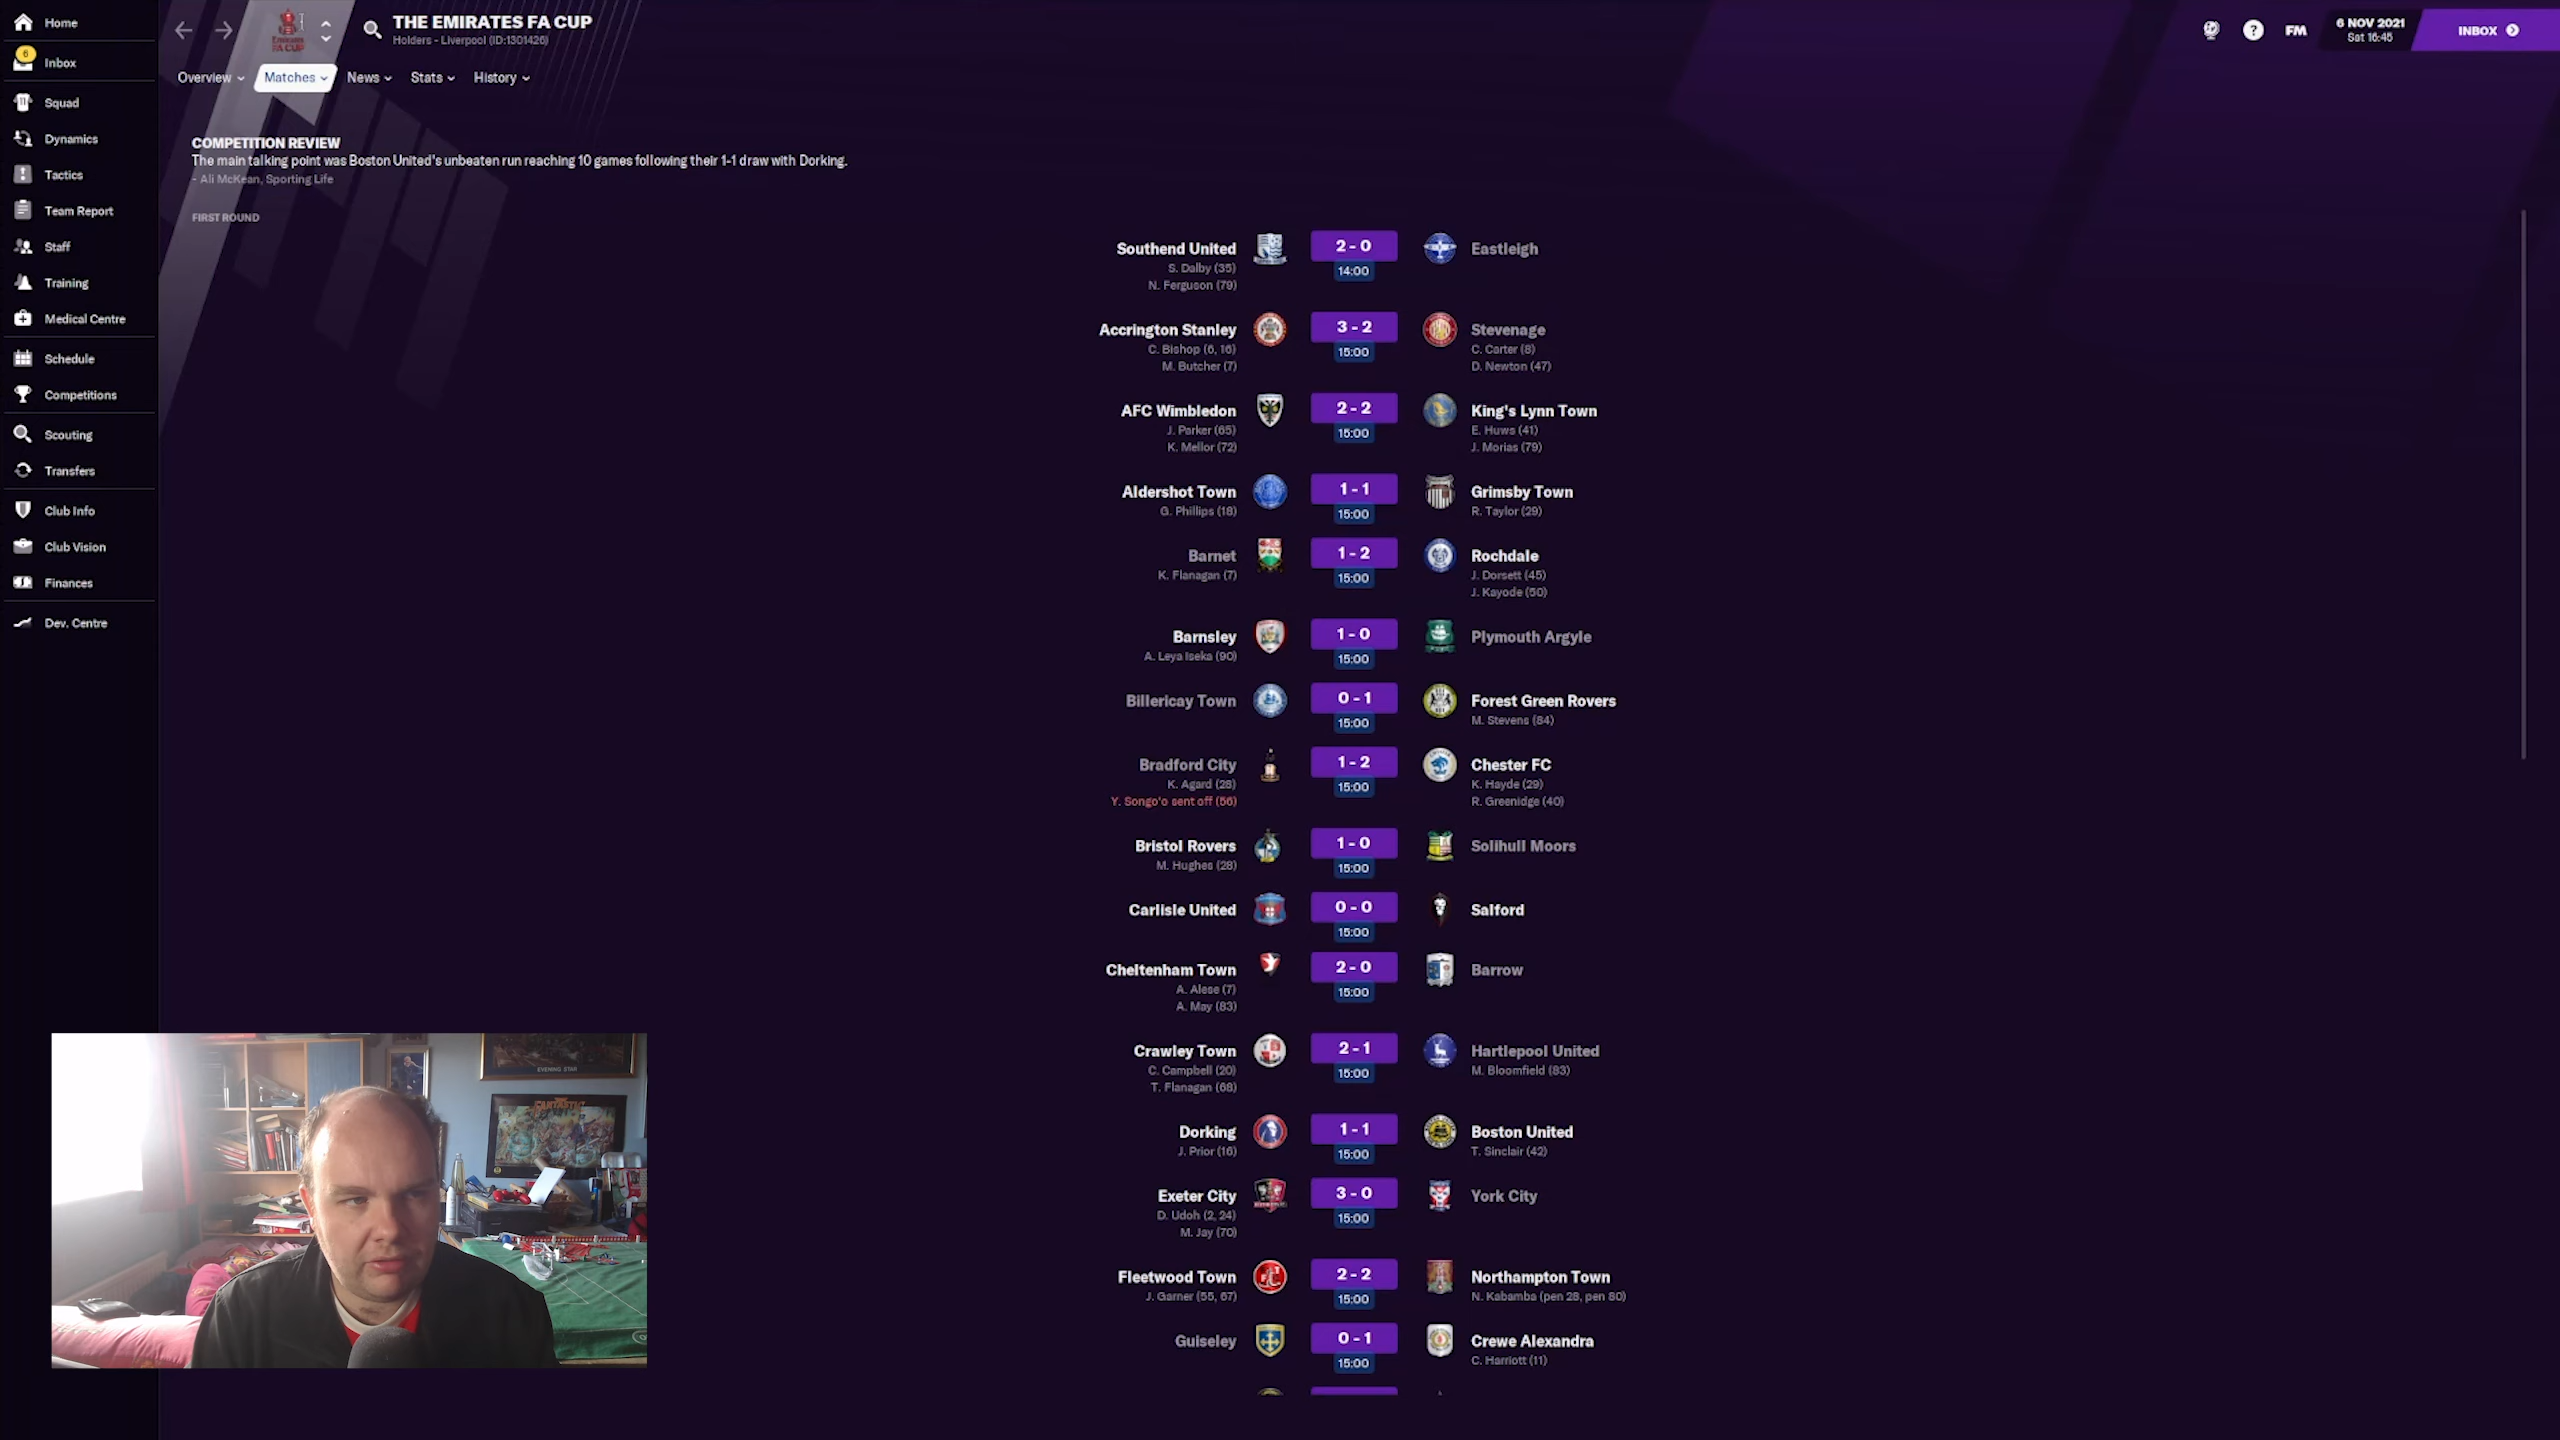 Home
6
Inbox
Squad
Dynamics
Tactics
Team Report
Staff
Training
Medical Centre
Schedule
Competitions
Scouting
Transfers
Club Info
Club Vision
Finances
Dev. Centre
THE EMIRATES FA CUP
Holders - Liverpool (ID:1301426)
FM
6 NOV 2021
Sat 16:45
INBOX
Overview
Matches
News
Stats
History
COMPETITION REVIEW
The main talking point was Boston United's unbeaten run reaching 10 games following their 1-1 draw with Dorking.
- Ali McKean, Sporting Life
FIRST ROUND
Southend United 2 - 0 Eastleigh
S. Dalby (35) 14:00
N. Ferguson (79)
Accrington Stanley 3 - 2 Stevenage
C. Bishop (6, 16) 15:00 C. Carter (8)
M. Butcher (7) D. Newton (47)
AFC Wimbledon 2 - 2 King's Lynn Town
J. Parker (65) 15:00 E. Huws (41)
K. Mellor (72) J. Morias (79)
Aldershot Town 1 - 1 Grimsby Town
G. Phillips (18) 15:00 R. Taylor (29)
Barnet 1 - 2 Rochdale
K. Flanagan (7) 15:00 J. Dorsett (45)
J. Kayode (50)
Barnsley 1 - 0 Plymouth Argyle
A. Leya Iseka (90) 15:00
Billericay Town 0 - 1 Forest Green Rovers
15:00 M. Stevens (84)
Bradford City 1 - 2 Chester FC
K. Agard (28) 15:00 K. Hayde (29)
Y. Songo'o sent off (56) R. Greenidge (40)
Bristol Rovers 1 - 0 Solihull Moors
M. Hughes (28) 15:00
Carlisle United 0 - 0 Salford
15:00
Cheltenham Town 2 - 0 Barrow
A. Alese (7) 15:00
A. May (83)
Crawley Town 2 - 1 Hartlepool United
C. Campbell (20) 15:00 M. Bloomfield (83)
T. Flanagan (68)
Dorking 1 - 1 Boston United
J. Prior (16) 15:00 T. Sinclair (42)
Exeter City 3 - 0 York City
D. Udoh (2, 24) 15:00
M. Jay (70)
Fleetwood Town 2 - 2 Northampton Town
J. Garner (55, 67) 15:00 N. Kabamba (pen 28, pen 80)
Guiseley 0 - 1 Crewe Alexandra
15:00 C. Harriott (11)
EVENING STAR
FANTASTIC